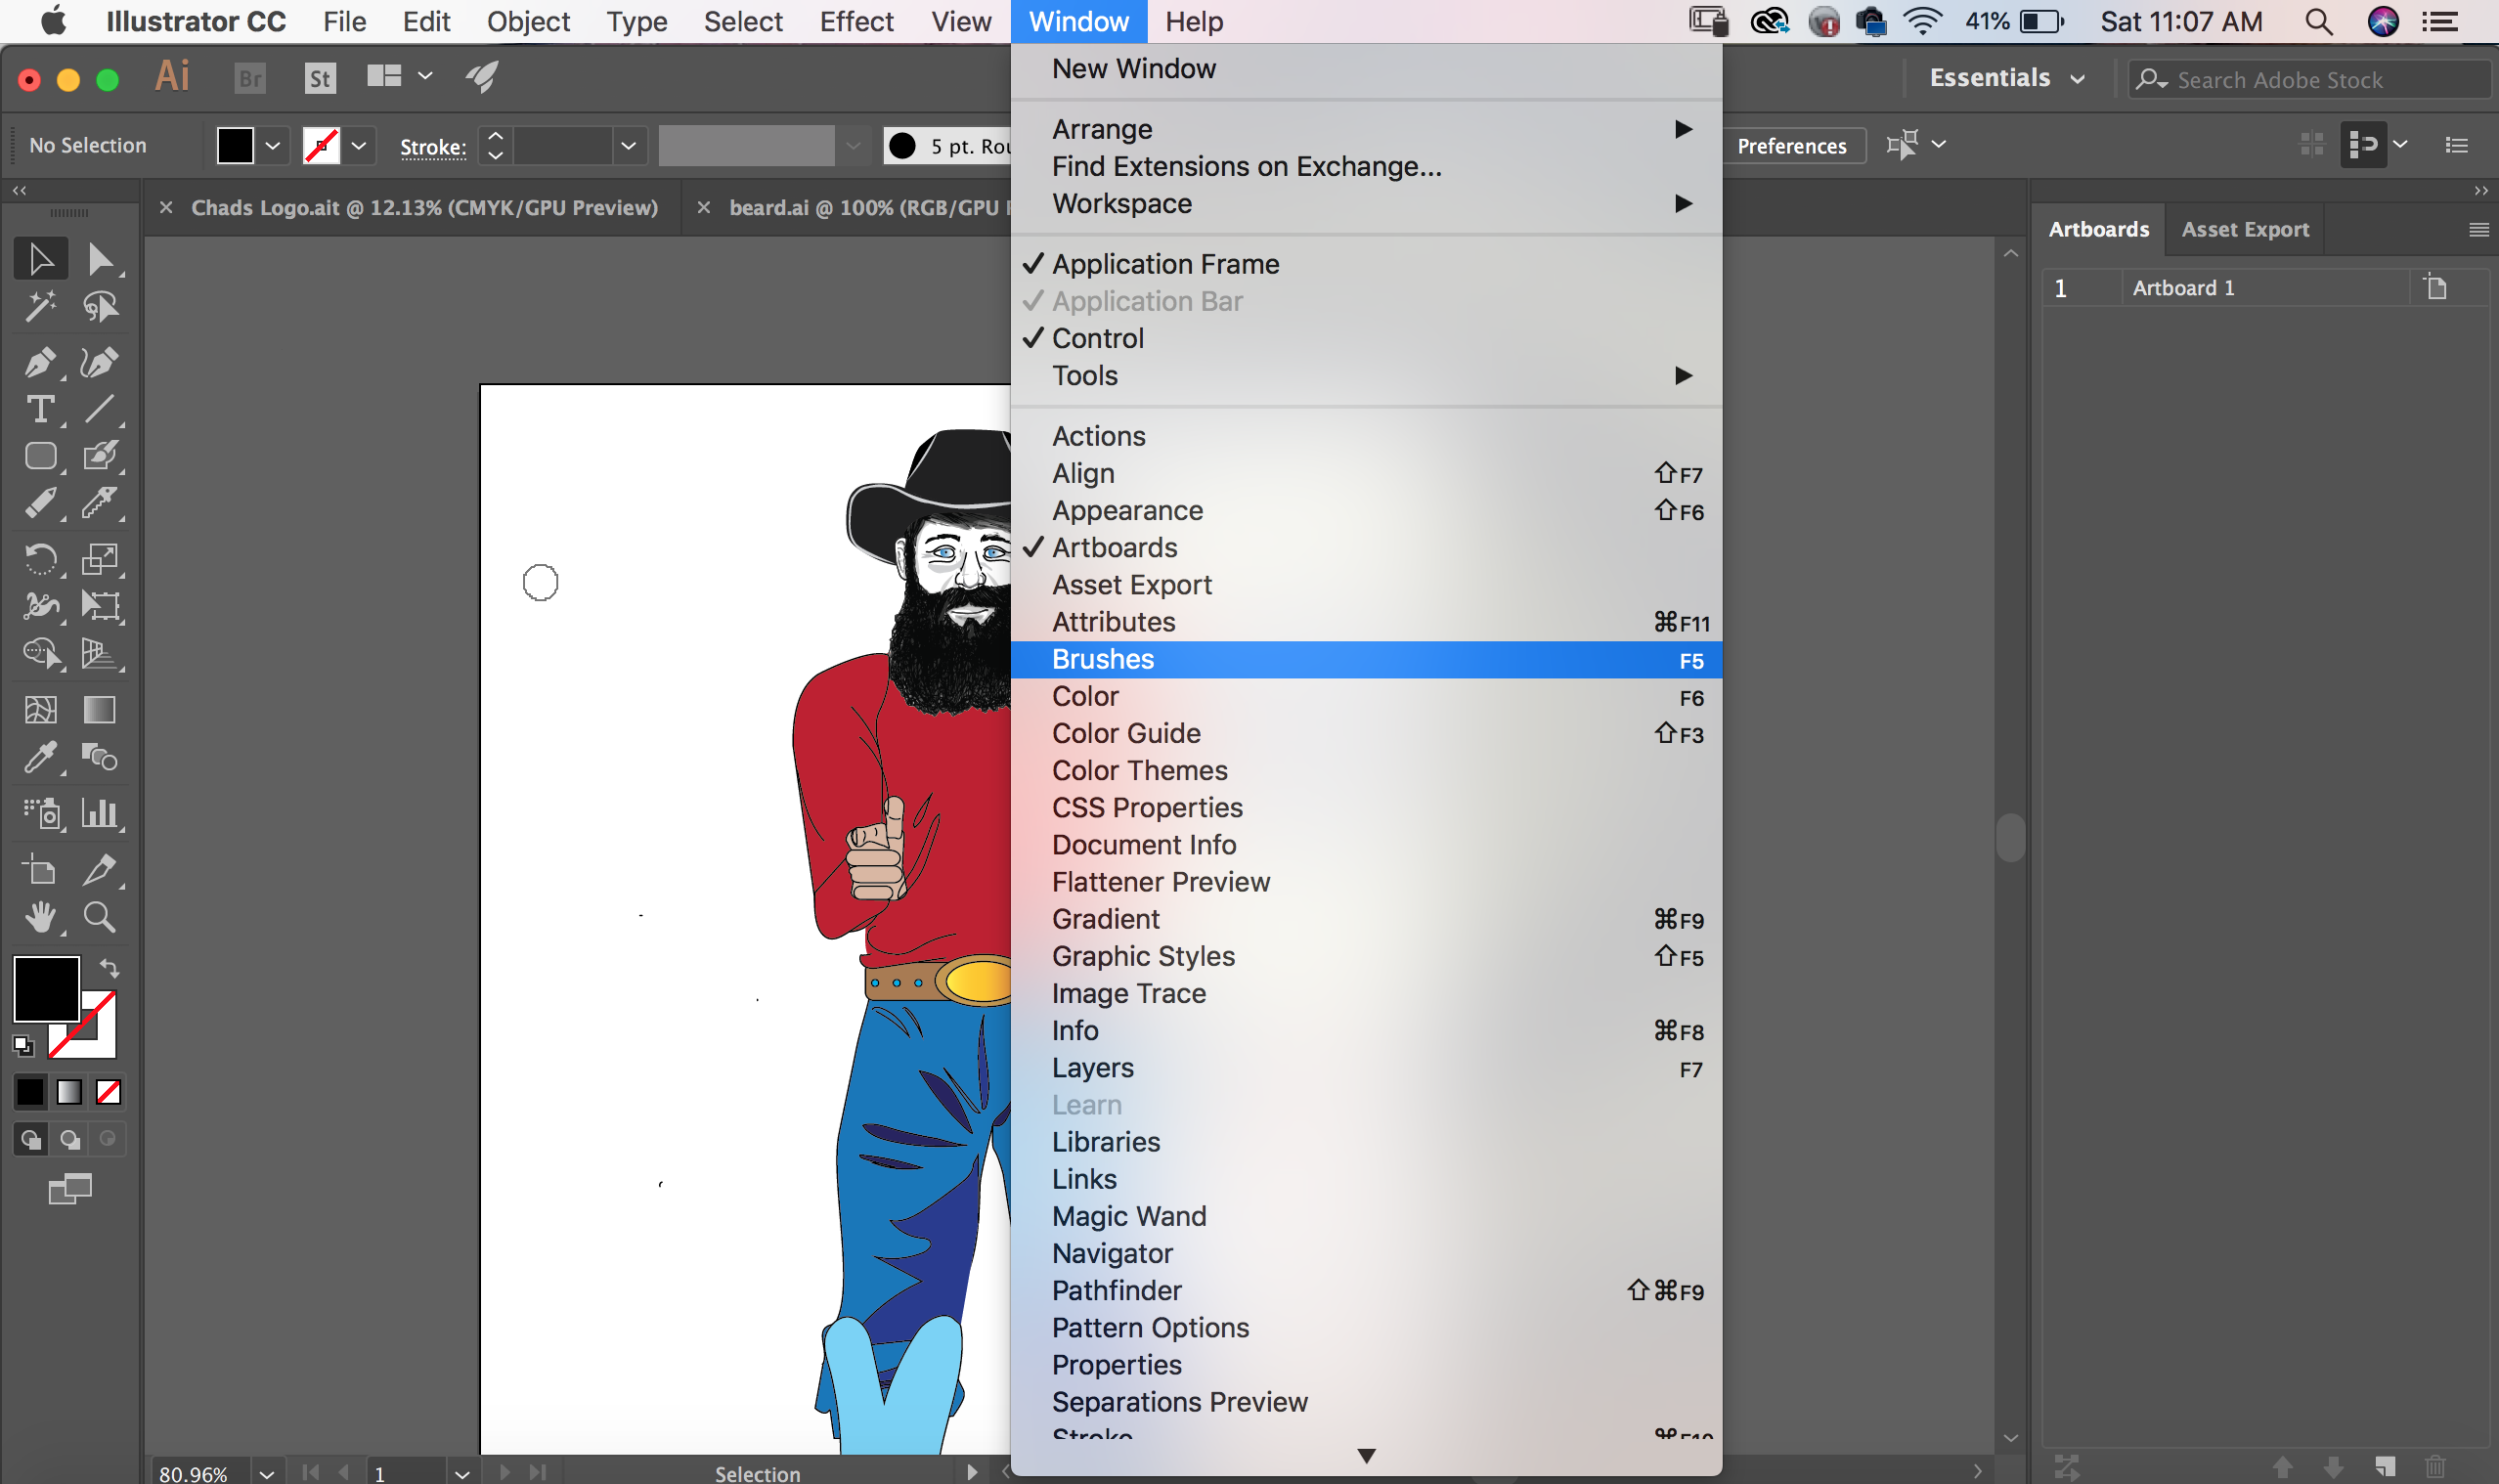 Illustrator CC File Edit Object Type Select Effect View Window Help 41% Sat 11:07 AM
Ai Br St Essentials Search Adobe Stock
No Selection Stroke: 5 pt. Rou Preferences
Chads Logo.ait @ 12.13% (CMYK/GPU Preview) beard.ai @ 100% (RGB/GPU
Artboards Asset Export
1 Artboard 1
New Window
Arrange
Find Extensions on Exchange...
Workspace
✓ Application Frame
✓ Application Bar
✓ Control
Tools
Actions
Align ⇧F7
Appearance ⇧F6
✓ Artboards
Asset Export
Attributes ⌘F11
Brushes F5
Color F6
Color Guide ⇧F3
Color Themes
CSS Properties
Document Info
Flattener Preview
Gradient ⌘F9
Graphic Styles ⇧F5
Image Trace
Info ⌘F8
Layers F7
Learn
Libraries
Links
Magic Wand
Navigator
Pathfinder ⇧⌘F9
Pattern Options
Properties
Separations Preview
Stroke ⌘F10
80.96% 1 Selection